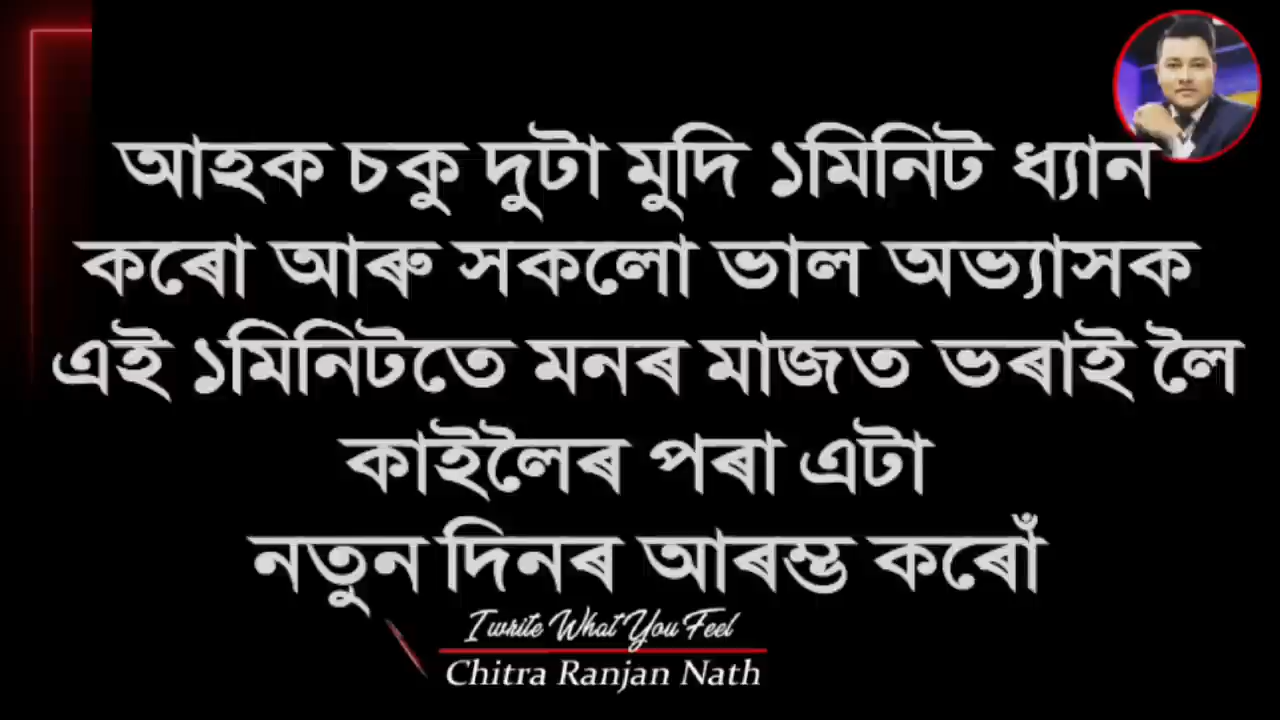 আহক চকু দুটা মুদি ১মিনিট ধ্যান
কৰো আৰু সকলো ভাল অভ্যাসক
এই ১মিনিটতে মনৰ মাজত ভৰাই লৈ
কাইলৈৰ পৰা এটা
নতুন দিনৰ আৰম্ভ কৰোঁ
I write What You Feel
Chitra Ranjan Nath